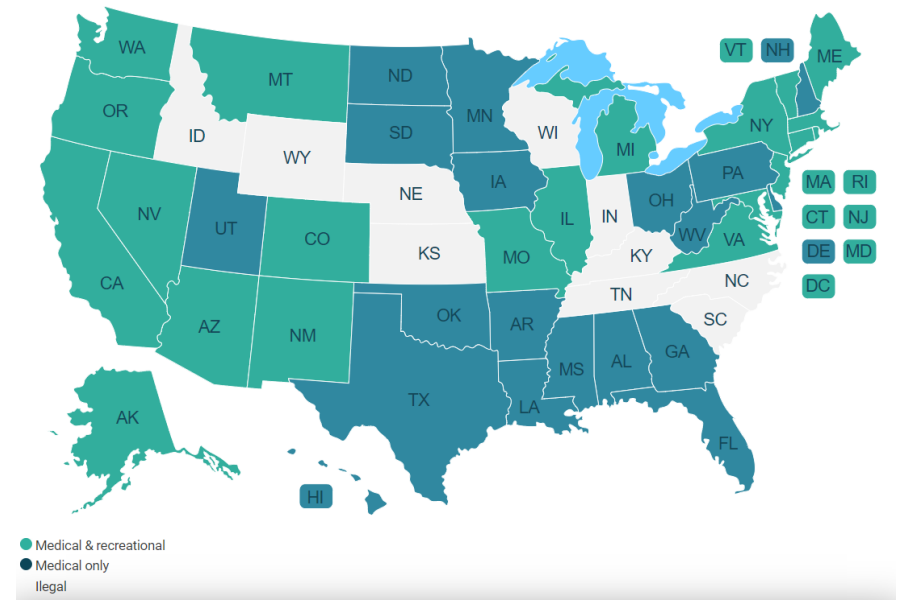 WA
MT
ND
MN
VT
NH
ME
OR
ID
SD
WI
NY
WY
MI
IA
PA
NE
MA
RI
NV
UT
CO
IL
IN
OH
WV
VA
CT
NJ
KS
MO
KY
DE
MD
CA
TN
NC
DC
AZ
NM
OK
AR
SC
MS
AL
GA
TX
LA
AK
FL
HI
Medical & recreational
Medical only
Ilegal